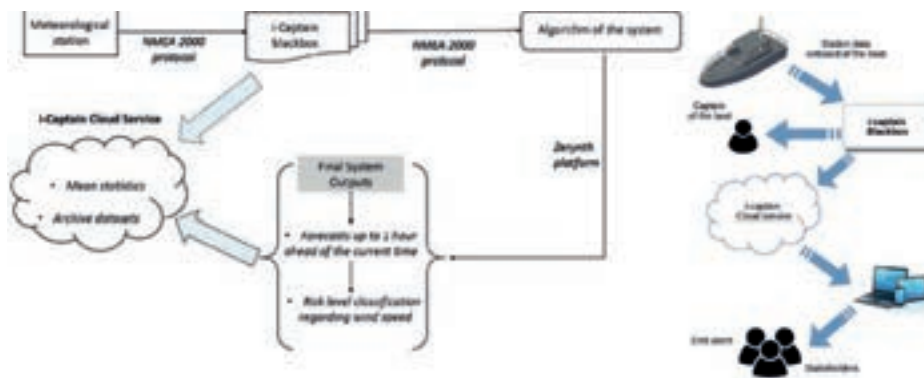 Meteorological
station
NMEA 2000
protocol
i-Captain
Blackbox
NMEA 2000
protocol
Algorithm of the system
i-Captain Cloud Service
• Mean statistics
• Archive datasets
Final System
Outputs
• Forecasts up to 1 hour
ahead of the current time
• Risk level classification
regarding wind speed
Zerynth
platform
onboard of the boat
Captain
of the boat
i-captain
Blackbox
i-captain
Cloud service
End users
Stakeholders